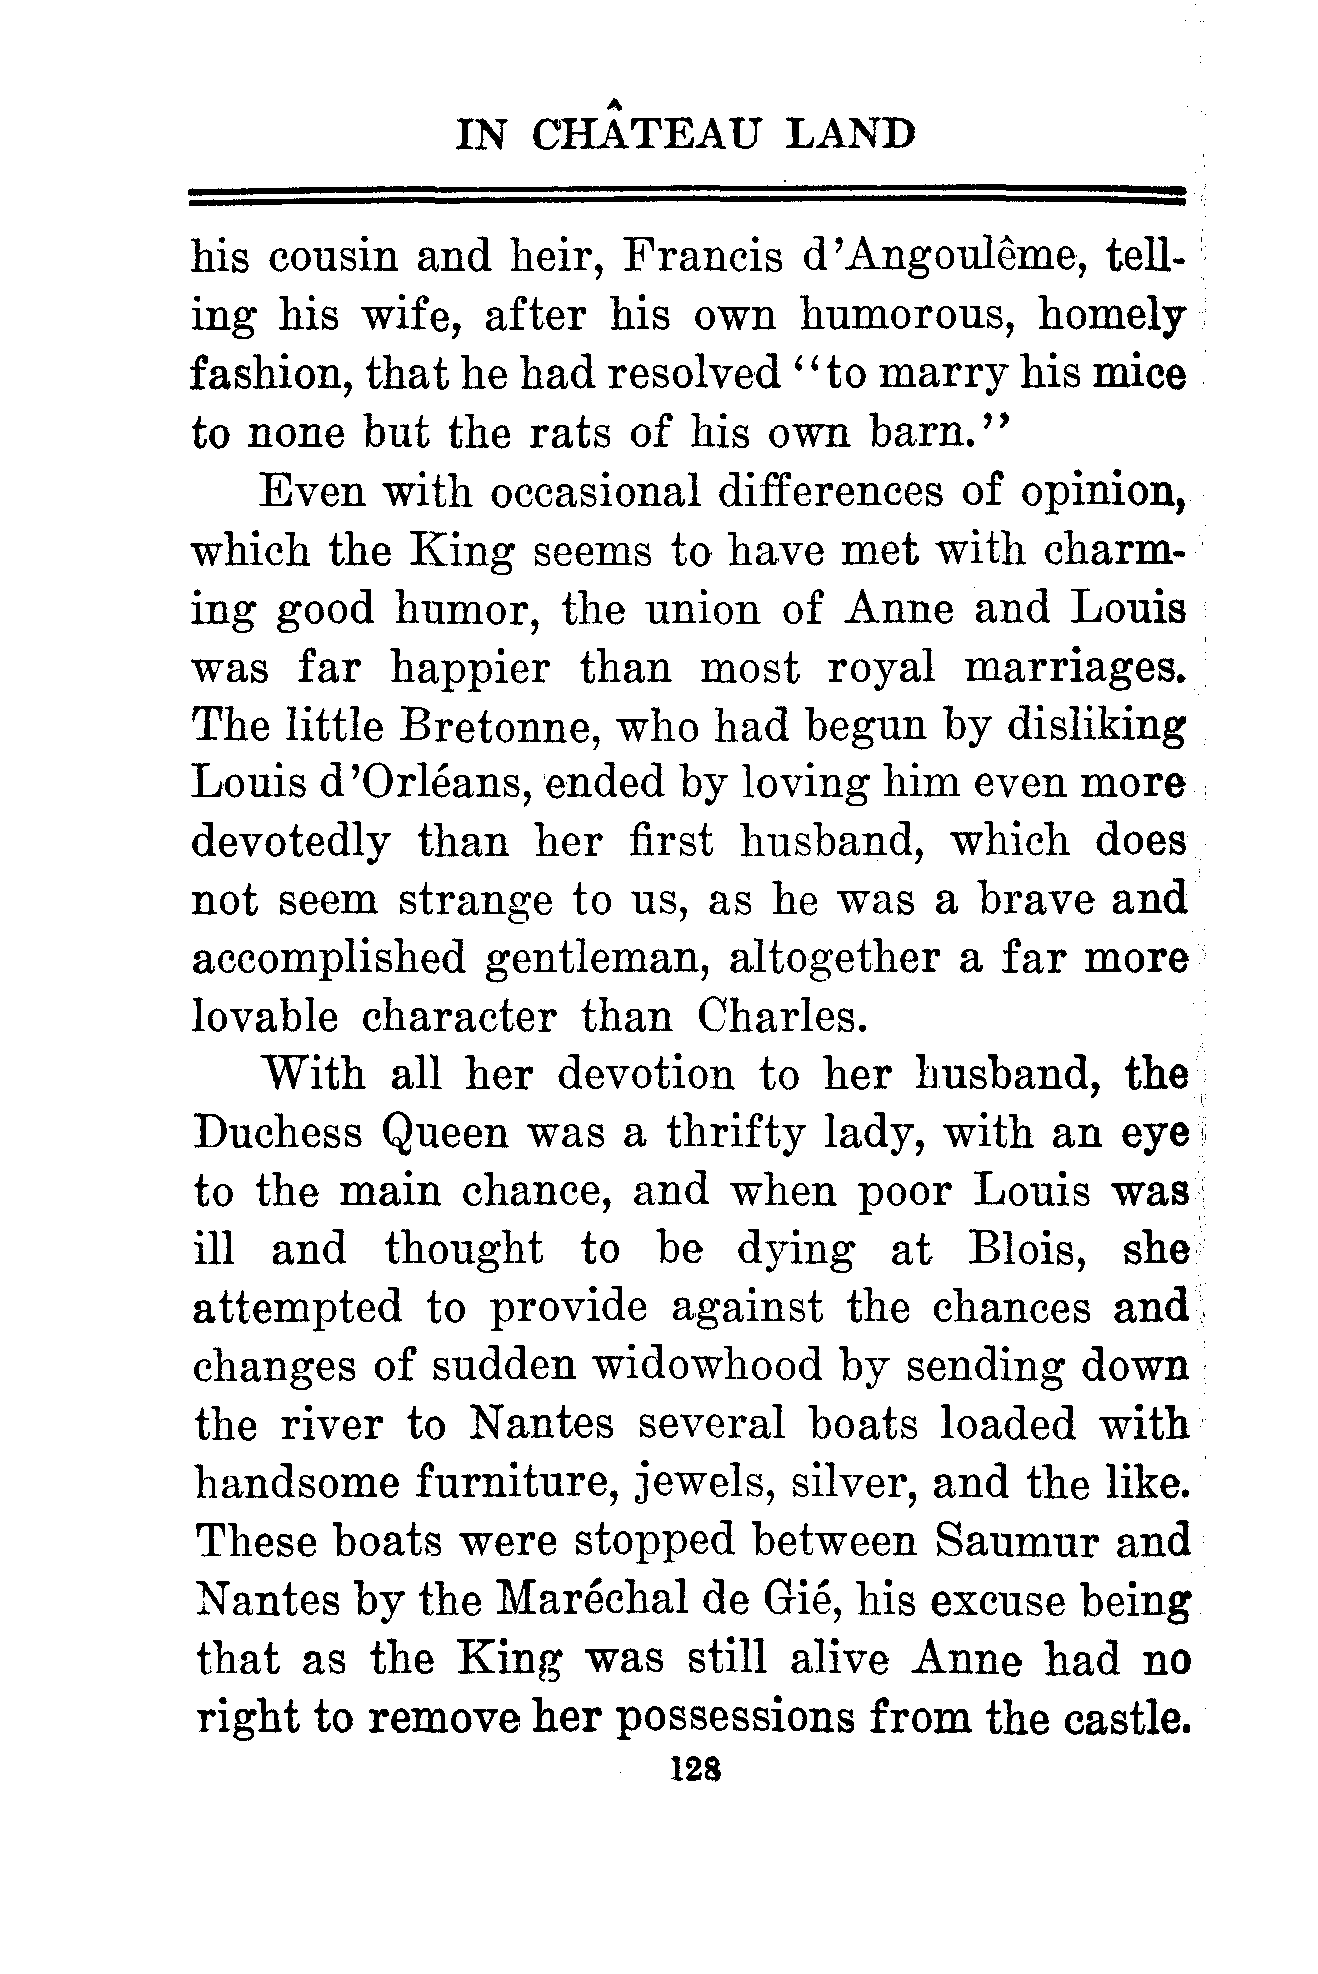 IN CHÂTEAU LAND
his cousin and heir, Francis d'Angoulême, tell-
ing his wife, after his own humorous, homely
fashion, that he had resolved "to marry his mice
to none but the rats of his own barn."
Even with occasional differences of opinion,
which the King seems to have met with charm-
ing good humor, the union of Anne and Louis
was far happier than most royal marriages.
The little Bretonne, who had begun by disliking
Louis d'Orléans, ended by loving him even more
devotedly than her first husband, which does
not seem strange to us, as he was a brave and
accomplished gentleman, altogether a far more
lovable character than Charles.
With all her devotion to her husband, the
Duchess Queen was a thrifty lady, with an eye
to the main chance, and when poor Louis was
ill and thought to be dying at Blois, she
attempted to provide against the chances and
changes of sudden widowhood by sending down
the river to Nantes several boats loaded with
handsome furniture, jewels, silver, and the like.
These boats were stopped between Saumur and
Nantes by the Maréchal de Gié, his excuse being
that as the King was still alive Anne had no
right to remove her possessions from the castle.
128